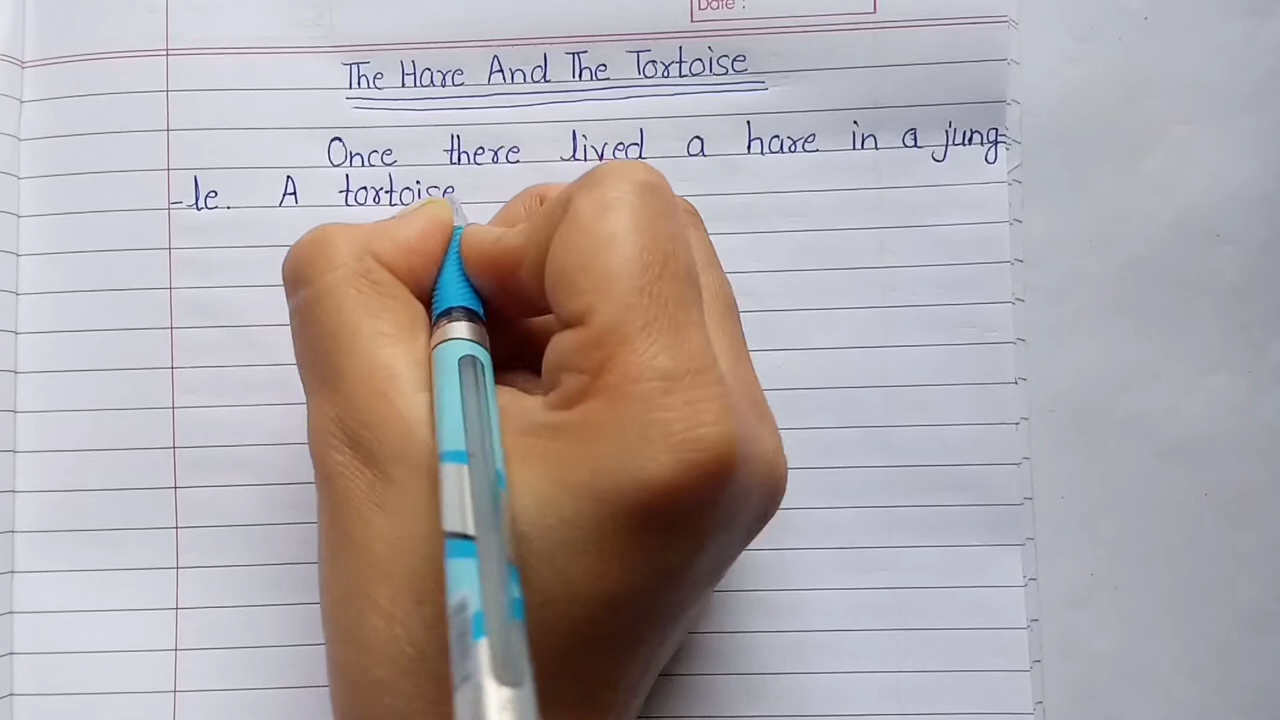 Date :
The Hare And The Tortoise
Once there lived a hare in a jung-
-le. A tortoise